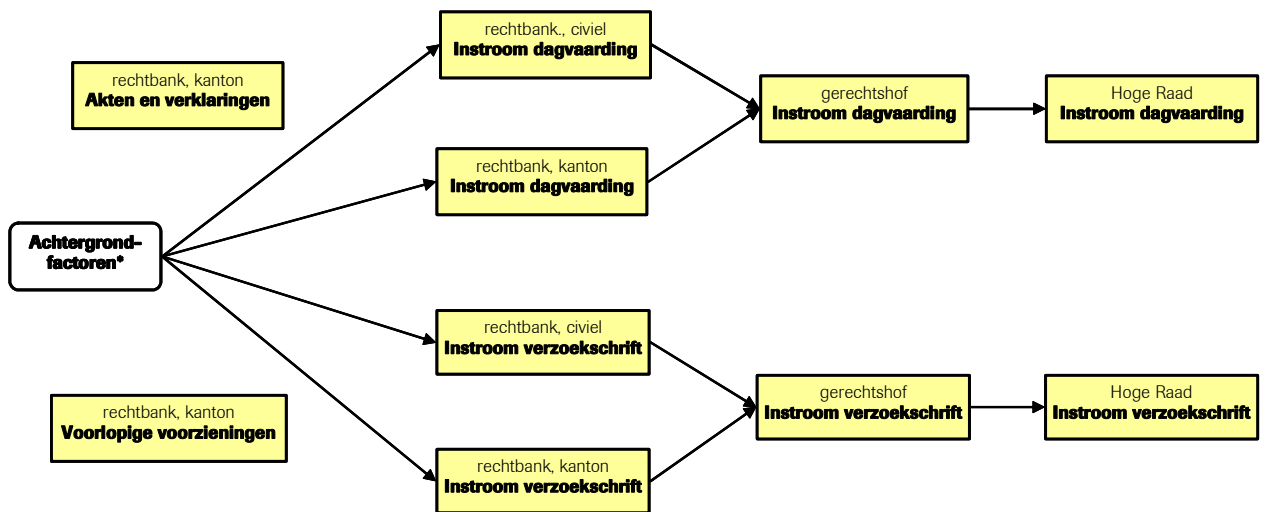 rechtbank., civiel
Instroom dagvaarding
rechtbank, kanton
Akten en verklaringen
gerechtshof
Instroom dagvaarding
Hoge Raad
Instroom dagvaarding
rechtbank, kanton
Instroom dagvaarding
Achtergrond-
factoren*
rechtbank, civiel
Instroom verzoekschrift
rechtbank, kanton
Voorlopige voorzieningen
gerechtshof
Instroom verzoekschrift
Hoge Raad
Instroom verzoekschrift
rechtbank, kanton
Instroom verzoekschrift